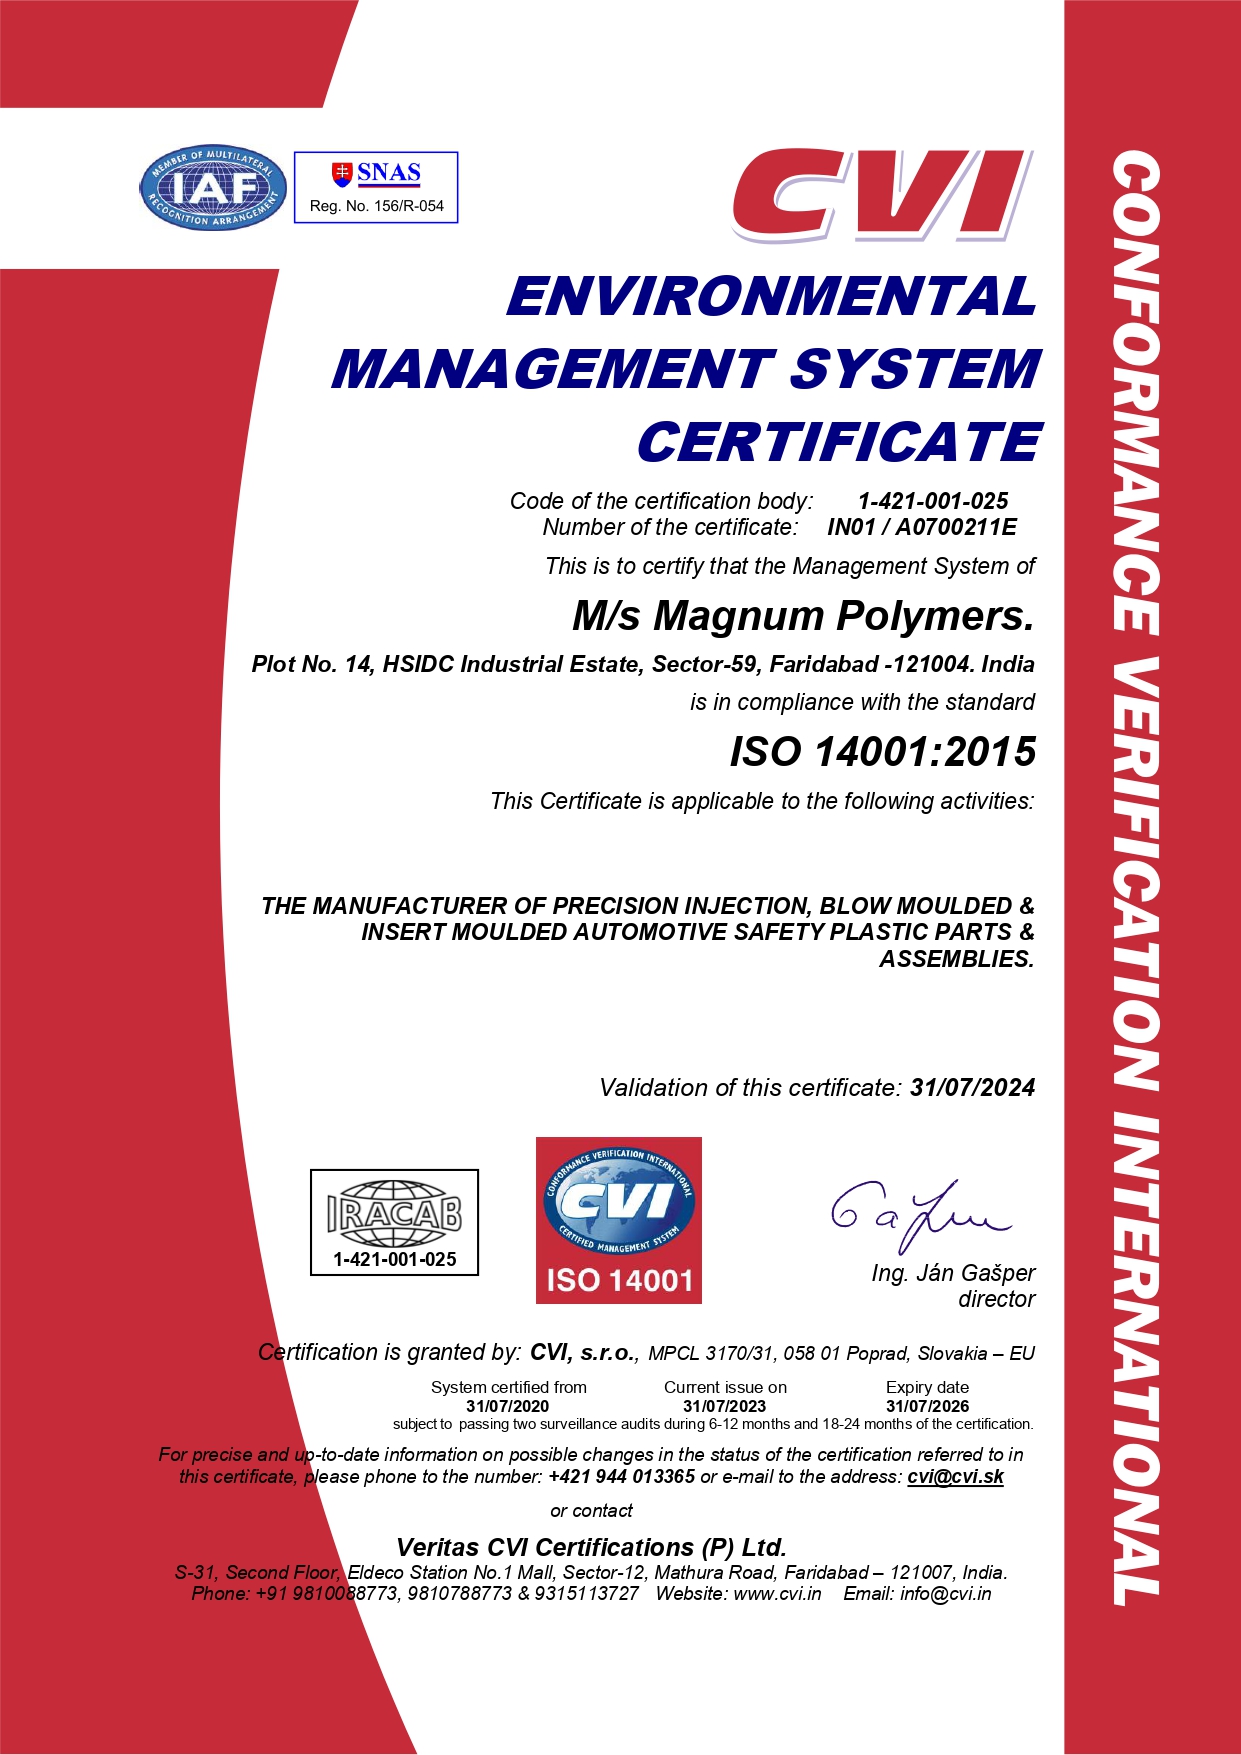 MEMBER OF MULTILATERAL
IAF
RECOGNITION ARRANGEMENT
SNAS
Reg. No. 156/R-054
CVI
ENVIRONMENTAL
MANAGEMENT SYSTEM
CERTIFICATE
Code of the certification body: 1-421-001-025
Number of the certificate: IN01 / A0700211E
This is to certify that the Management System of
M/s Magnum Polymers.
Plot No. 14, HSIDC Industrial Estate, Sector-59, Faridabad -121004. India
is in compliance with the standard
ISO 14001:2015
This Certificate is applicable to the following activities:
THE MANUFACTURER OF PRECISION INJECTION, BLOW MOULDED &
INSERT MOULDED AUTOMOTIVE SAFETY PLASTIC PARTS &
ASSEMBLIES.
Validation of this certificate: 31/07/2024
IRACAB
1-421-001-025
CONFORMANCE VERIFICATION INTERNATIONAL
CVI
CERTIFIED MANAGEMENT SYSTEM
ISO 14001
Ing. Ján Gašper
director
Certification is granted by: CVI, s.r.o., MPCL 3170/31, 058 01 Poprad, Slovakia – EU
System certified from Current issue on Expiry date
31/07/2020 31/07/2023 31/07/2026
subject to passing two surveillance audits during 6-12 months and 18-24 months of the certification.
For precise and up-to-date information on possible changes in the status of the certification referred to in
this certificate, please phone to the number: +421 944 013365 or e-mail to the address: cvi@cvi.sk
or contact
Veritas CVI Certifications (P) Ltd.
S-31, Second Floor, Eldeco Station No.1 Mall, Sector-12, Mathura Road, Faridabad – 121007, India.
Phone: +91 9810088773, 9810788773 & 9315113727 Website: www.cvi.in Email: info@cvi.in
CONFORMANCE VERIFICATION INTERNATIONAL